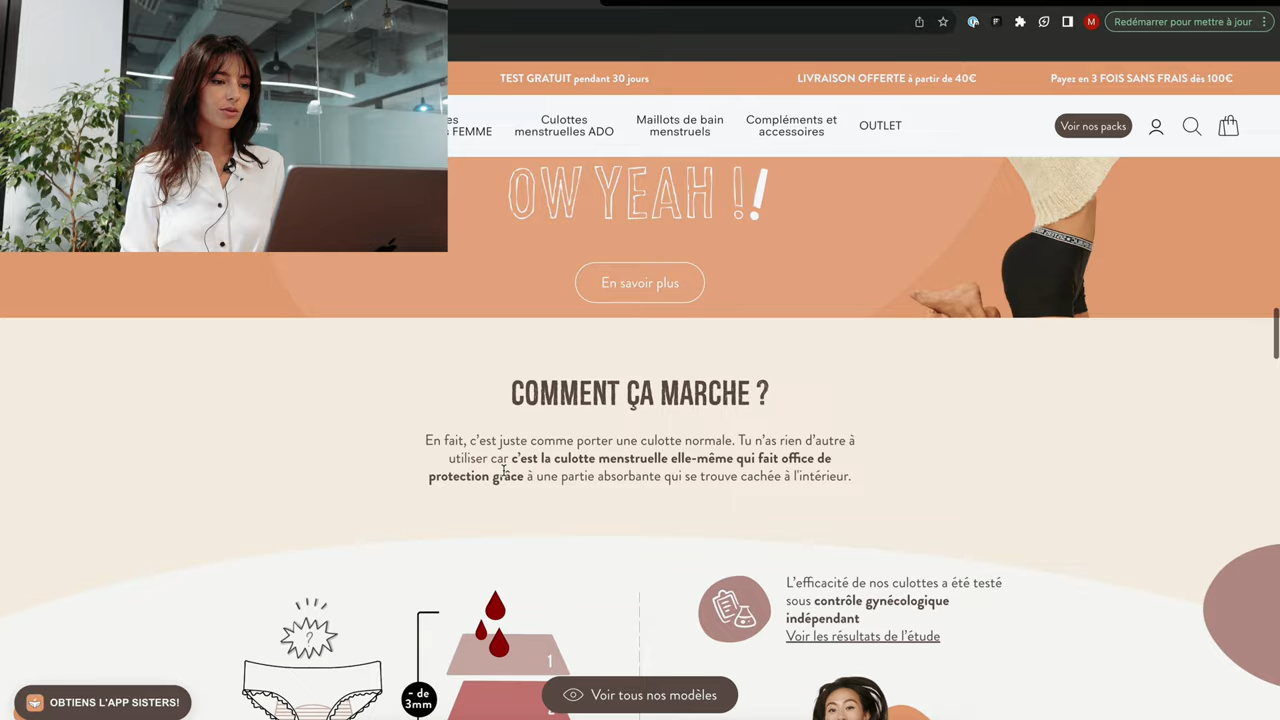 Redémarrer pour mettre à jour
M
TEST GRATUIT pendant 30 jours
LIVRAISON OFFERTE à partir de 40€
Payez en 3 FOIS SANS FRAIS dès 100€
es
s FEMME
Culottes
menstruelles ADO
Maillots de bain
menstruels
Compléments et
accessoires
OUTLET
Voir nos packs
OW YEAH !!
En savoir plus
COMMENT ÇA MARCHE ?
En fait, c'est juste comme porter une culotte normale. Tu n'as rien d'autre à
utiliser car c'est la culotte menstruelle elle-même qui fait office de
protection grâce à une partie absorbante qui se trouve cachée à l'intérieur.
L'efficacité de nos culottes a été testé
sous contrôle gynécologique
indépendant
Voir les résultats de l'étude
?
1
- de
3mm
Voir tous nos modèles
OBTIENS L'APP SISTERS!